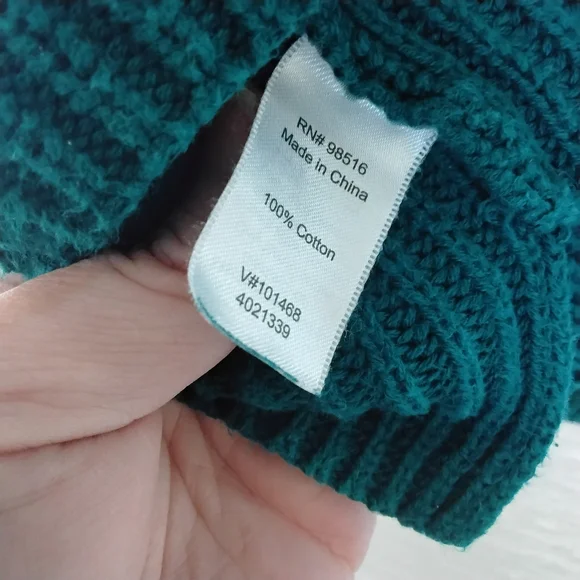 RN# 98516
Made in China
100% Cotton
V#101468
4021339